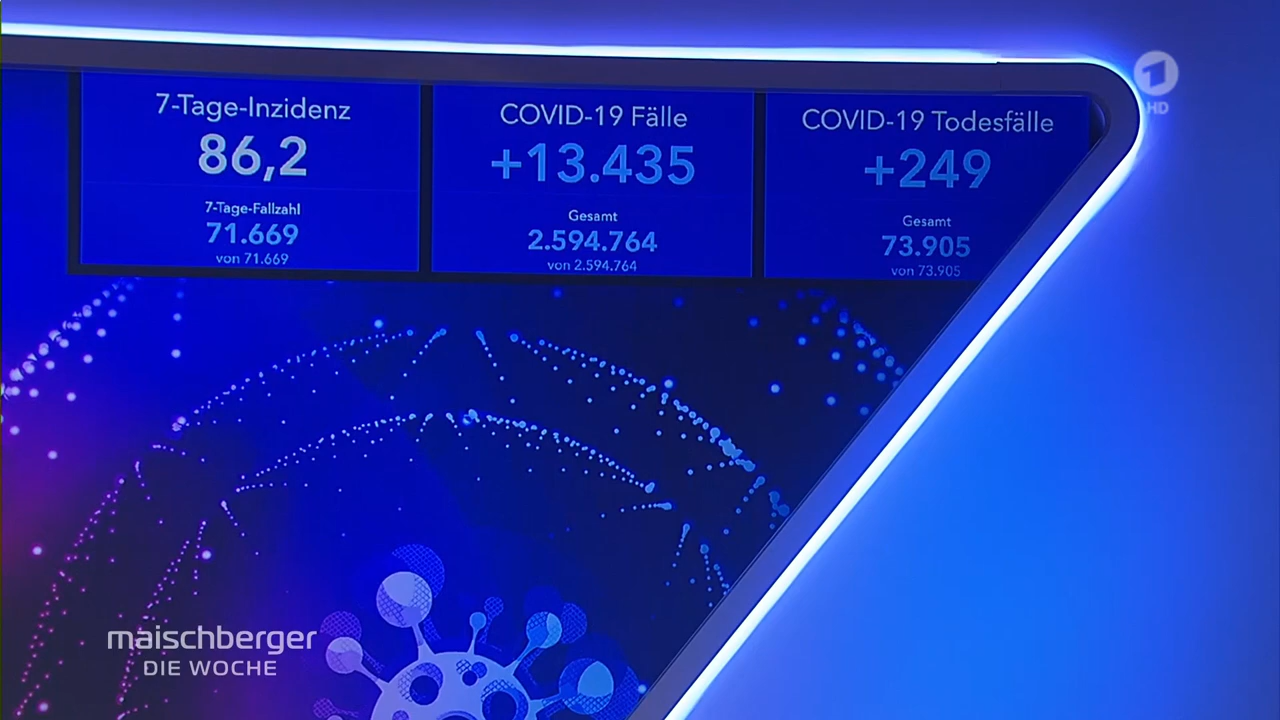 7-Tage-Inzidenz
86,2
7-Tage-Fallzahl
71.669
von 71.669
COVID-19 Fälle
+13.435
Gesamt
2.594.764
von 2.594.764
COVID-19 Todesfälle
+249
Gesamt
73.905
von 73.905
1
HD
maischberger
DIE WOCHE